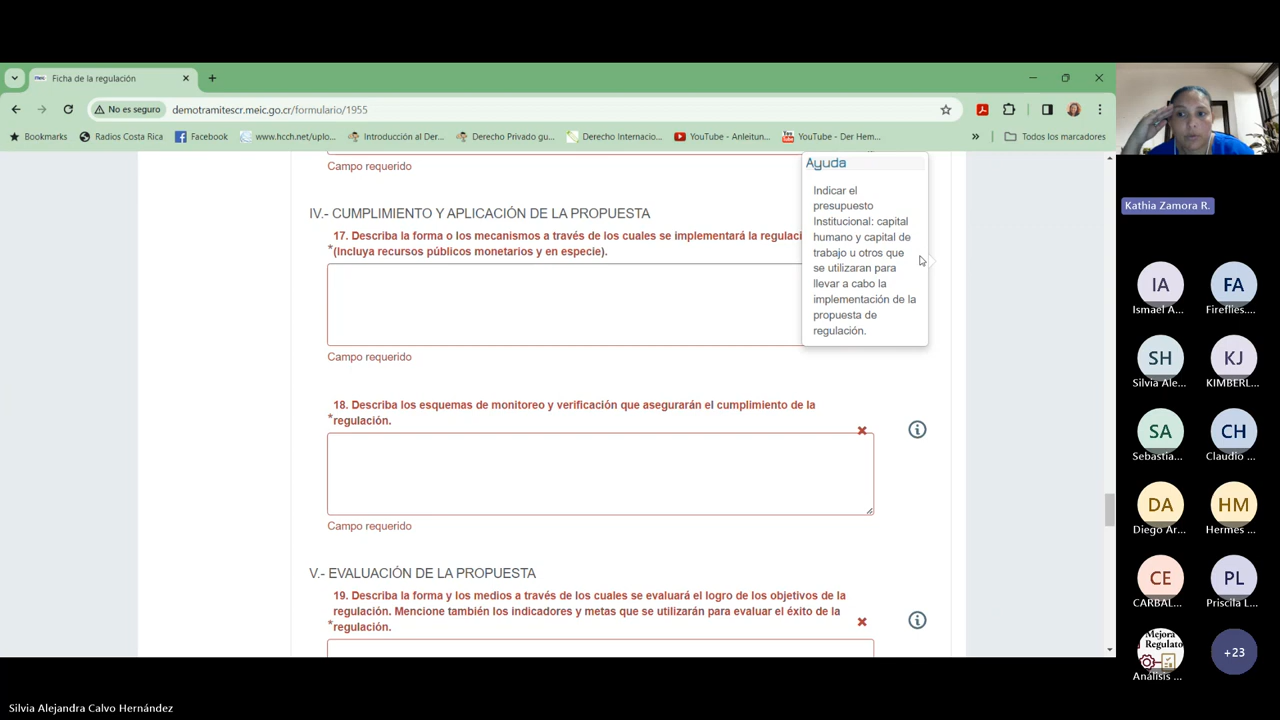 Ficha de la regulación
No es seguro
demotramitescr.meic.go.cr/formulario/1955
Bookmarks
Radios Costa Rica
Facebook
www.hcch.net/uplo...
Introducción al Der...
Derecho Privado gu...
Derecho Internacio...
YouTube - Anleitun...
YouTube - Der Hem...
»
Todos los marcadores
Campo requerido
IV.- CUMPLIMIENTO Y APLICACIÓN DE LA PROPUESTA
17. Describa la forma o los mecanismos a través de los cuales se implementará la regulaci
*(Incluya recursos públicos monetarios y en especie).
Campo requerido
Ayuda
Indicar el
presupuesto
Institucional: capital
humano y capital de
trabajo u otros que
se utilizaran para
llevar a cabo la
implementación de la
propuesta de
regulación.
18. Describa los esquemas de monitoreo y verificación que asegurarán el cumplimiento de la
*regulación.
Campo requerido
V.- EVALUACIÓN DE LA PROPUESTA
19. Describa la forma y los medios a través de los cuales se evaluará el logro de los objetivos de la
regulación. Mencione también los indicadores y metas que se utilizarán para evaluar el éxito de la
*regulación.
Kathia Zamora R.
IA
Ismael A...
FA
Fireflies....
SH
Silvia Ale...
KJ
KIMBERL...
SA
Sebastia...
CH
Claudio ...
DA
Diego Ar...
HM
Hermes ...
CE
CARBAL...
PL
Priscila L...
Mejora
Regulato
Análisis ...
+23
Silvia Alejandra Calvo Hernández